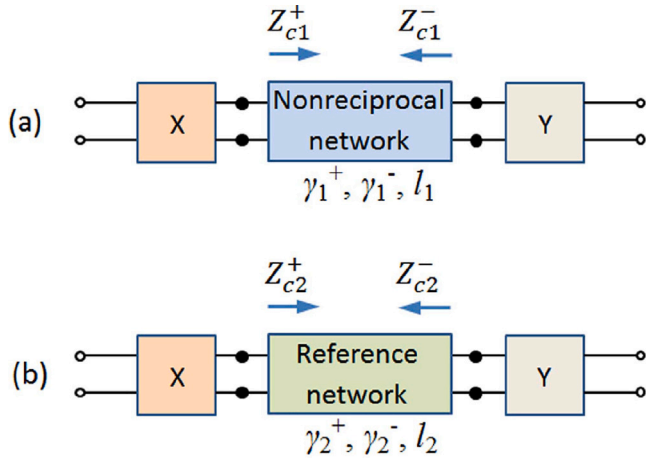 Z⁺c1 Z⁻c1
(a) X Nonreciprocal network Y
γ₁⁺, γ₁⁻, l₁
Z⁺c2 Z⁻c2
(b) X Reference network Y
γ₂⁺, γ₂⁻, l₂